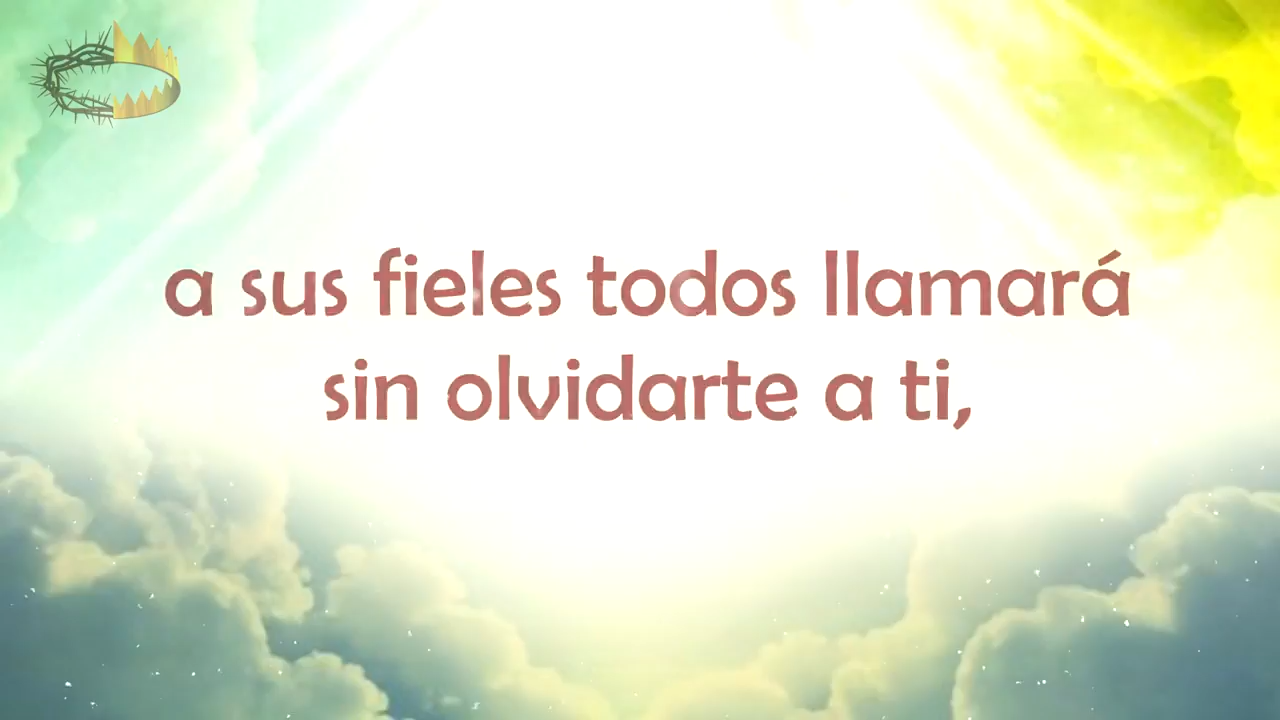 a sus fieles todos llamará
sin olvidarte a ti,